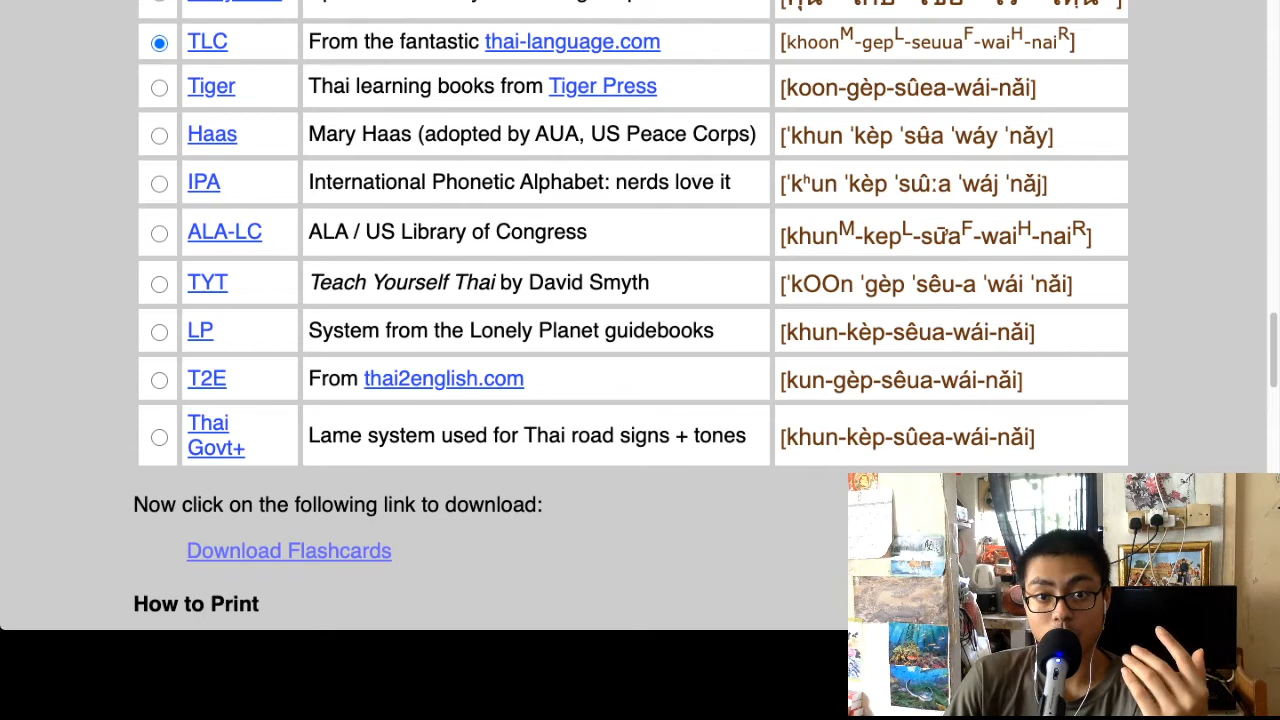 TLC From the fantastic thai-language.com [khoonM-gepL-seuuaF-waiH-naiR]
Tiger Thai learning books from Tiger Press [koon-gèp-sûea-wái-nǎi]
Haas Mary Haas (adopted by AUA, US Peace Corps) [ˈkhun ˈkèp ˈsʉ̂a ˈwáy ˈnǎy]
IPA International Phonetic Alphabet: nerds love it [ˈkʰun ˈkèp ˈsɯ̂ːa ˈwáj ˈnǎj]
ALA-LC ALA / US Library of Congress [khunM-kepL-sư̄aF-waiH-naiR]
TYT Teach Yourself Thai by David Smyth [ˈkOOn ˈgèp ˈsêu-a ˈwái ˈnǎi]
LP System from the Lonely Planet guidebooks [khun-kèp-sêua-wái-nǎi]
T2E From thai2english.com [kun-gèp-sêua-wái-nǎi]
Thai
Govt+ Lame system used for Thai road signs + tones [khun-kèp-sûea-wái-nǎi]
Now click on the following link to download:
Download Flashcards
How to Print